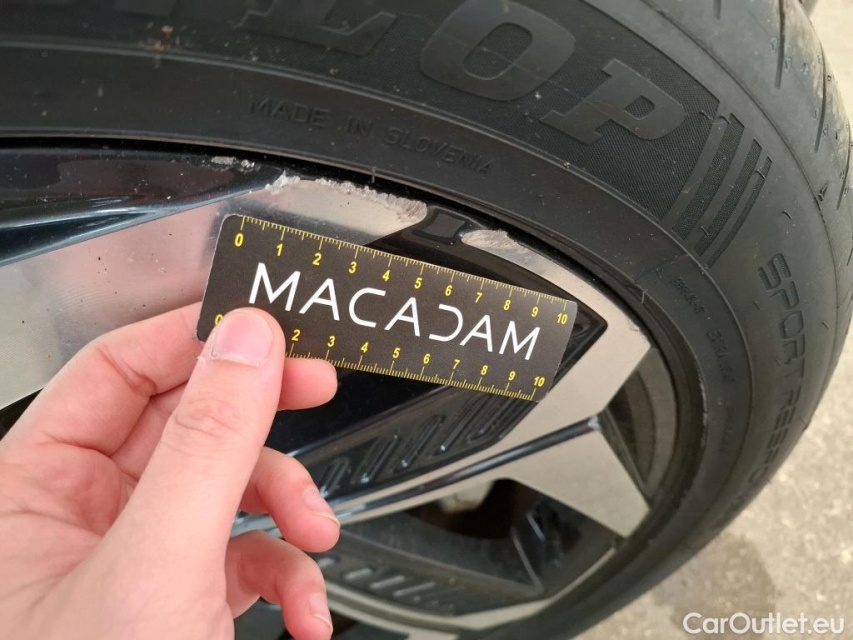 LOP
MADE IN SLOVENIA
SPORT RESPO
0 1 2 3 4 5 6 7 8 9 10
MACADAM
0 2 3 4 5 6 7 8 9 10
CarOutlet.eu